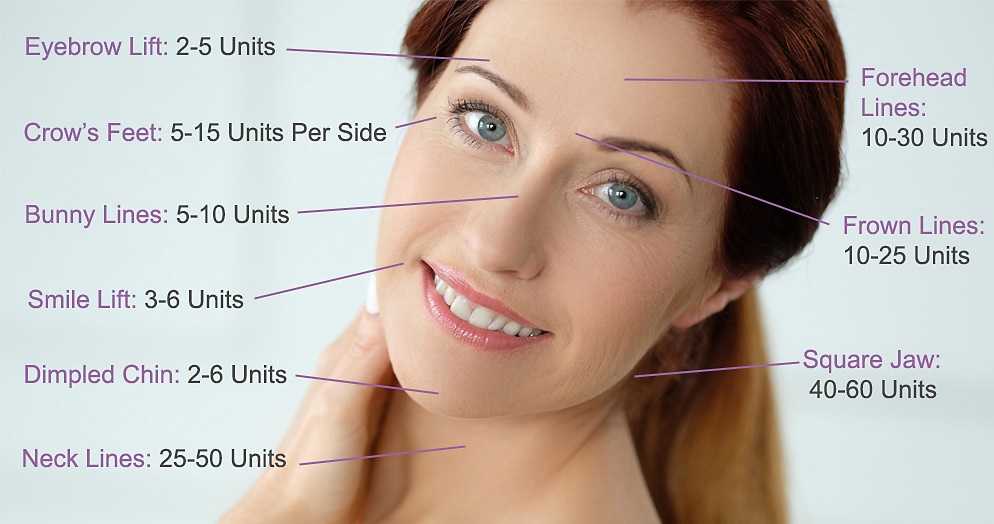 Eyebrow Lift: 2-5 Units
Crow’s Feet: 5-15 Units Per Side
Bunny Lines: 5-10 Units
Smile Lift: 3-6 Units
Dimpled Chin: 2-6 Units
Neck Lines: 25-50 Units
Forehead
Lines:
10-30 Units
Frown Lines:
10-25 Units
Square Jaw:
40-60 Units